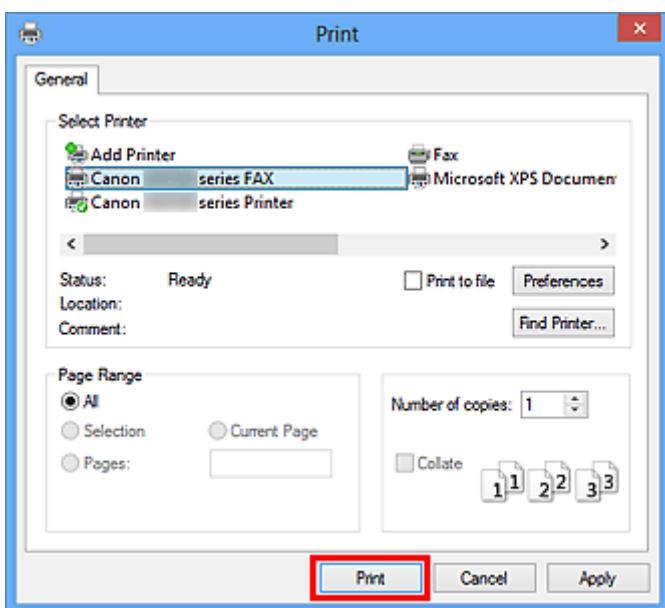 Print
General
Select Printer
Add Printer
Fax
Canon series FAX
Microsoft XPS Documen
Canon series Printer
Status: Ready
Print to file
Preferences
Location:
Comment:
Find Printer...
Page Range
All
Number of copies: 1
Selection
Current Page
Pages:
Collate
1 1 2 2 3 3
Print
Cancel
Apply